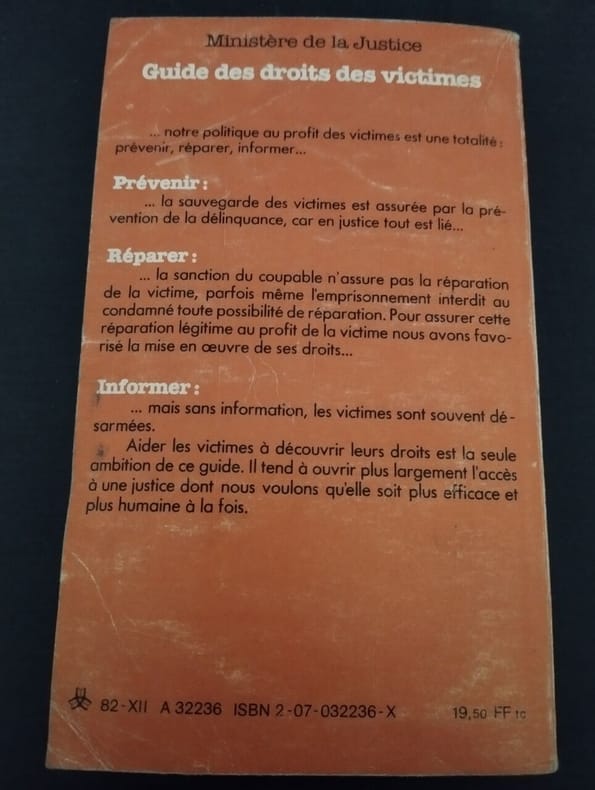 Ministère de la Justice
Guide des droits des victimes
... notre politique au profit des victimes est une totalité :
prévenir, réparer, informer...
Prévenir :
... la sauvegarde des victimes est assurée par la pré-
vention de la délinquance, car en justice tout est lié...
Réparer :
... la sanction du coupable n'assure pas la réparation
de la victime, parfois même l'emprisonnement interdit au
condamné toute possibilité de réparation. Pour assurer cette
réparation légitime au profit de la victime nous avons favo-
risé la mise en œuvre de ses droits...
Informer :
... mais sans information, les victimes sont souvent dé-
sarmées.
Aider les victimes à découvrir leurs droits est la seule
ambition de ce guide. Il tend à ouvrir plus largement l'accès
à une justice dont nous voulons qu'elle soit plus efficace et
plus humaine à la fois.
82-XII A 32236 ISBN 2-07-032236-X 19,50 FF tc